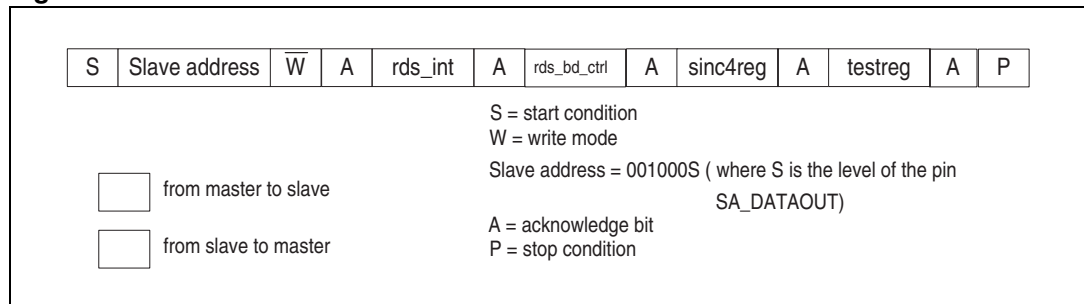 S Slave address W A rds_int A rds_bd_ctrl A sinc4reg A testreg A P
S = start condition
W = write mode
Slave address = 001000S ( where S is the level of the pin
SA_DATAOUT)
from master to slave
A = acknowledge bit
from slave to master
P = stop condition